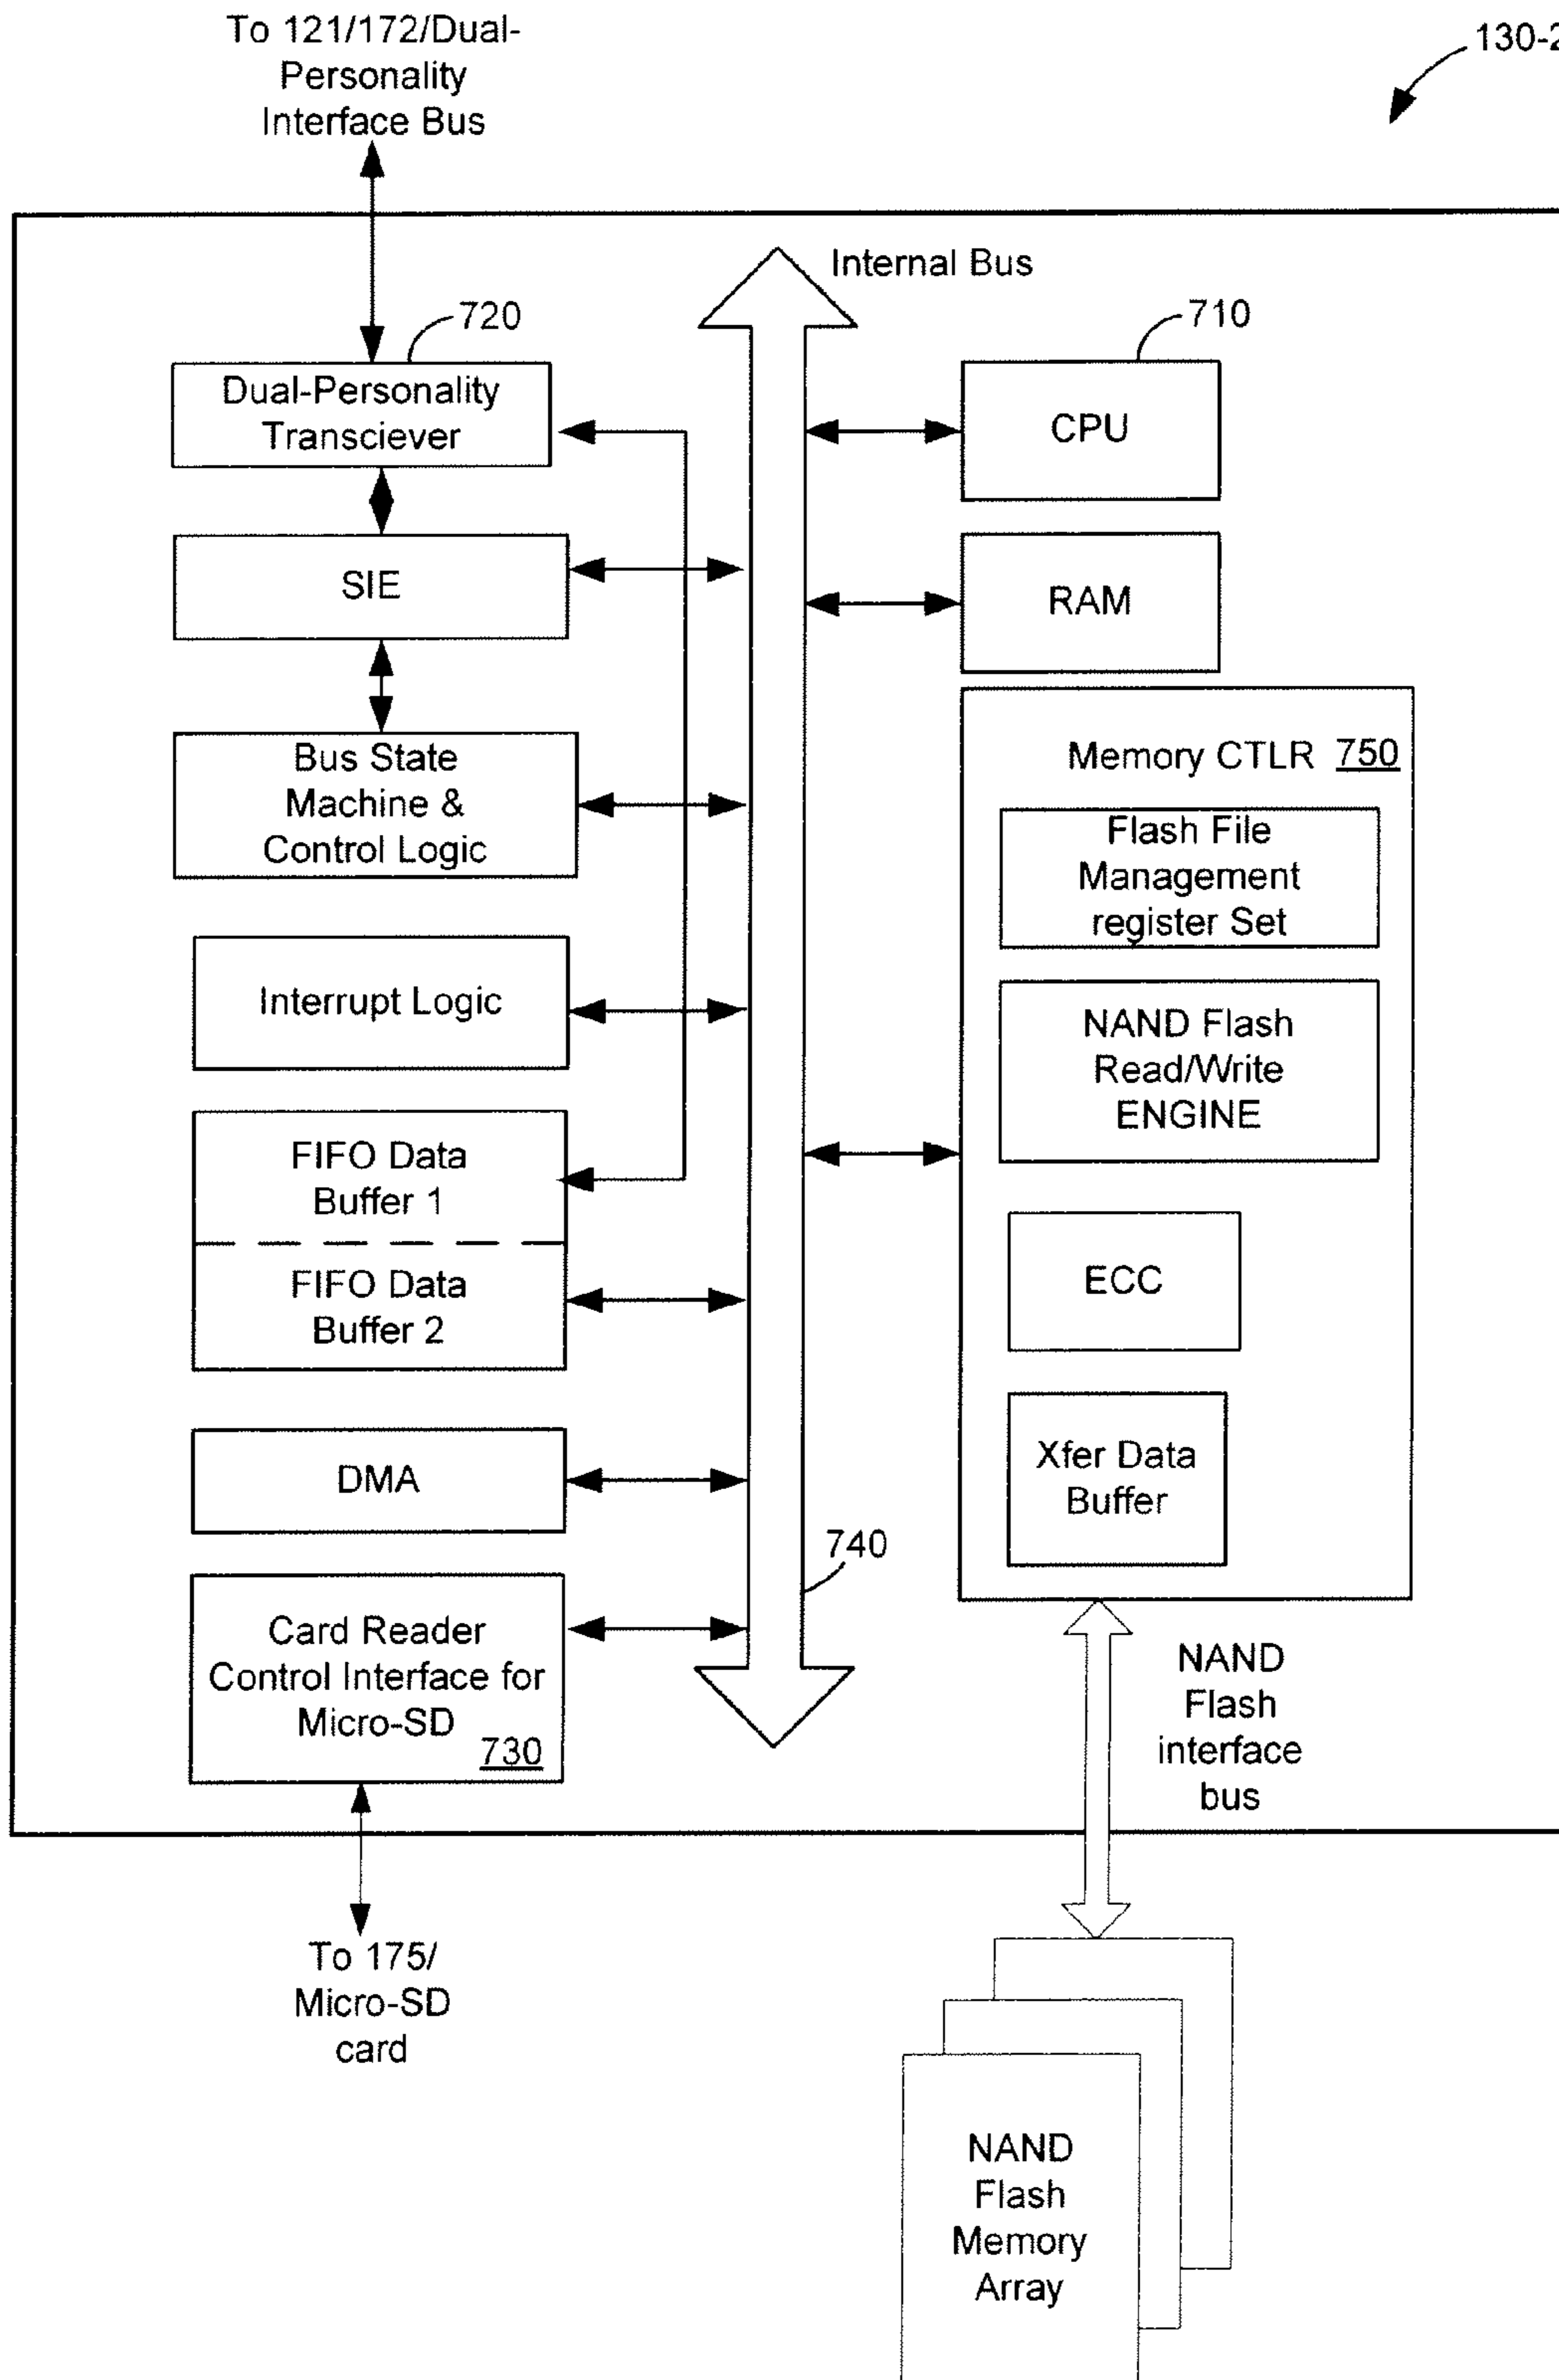 To 121/172/Dual-
Personality
Interface Bus
130-2
Internal Bus
720
710
Dual-Personality
Transciever
CPU
SIE
RAM
Bus State
Machine &
Control Logic
Memory CTLR 750
Flash File
Management
register Set
Interrupt Logic
NAND Flash
Read/Write
ENGINE
FIFO Data
Buffer 1
FIFO Data
Buffer 2
ECC
DMA
Xfer Data
Buffer
740
Card Reader
Control Interface for
Micro-SD
730
NAND
Flash
interface
bus
To 175/
Micro-SD
card
NAND
Flash
Memory
Array